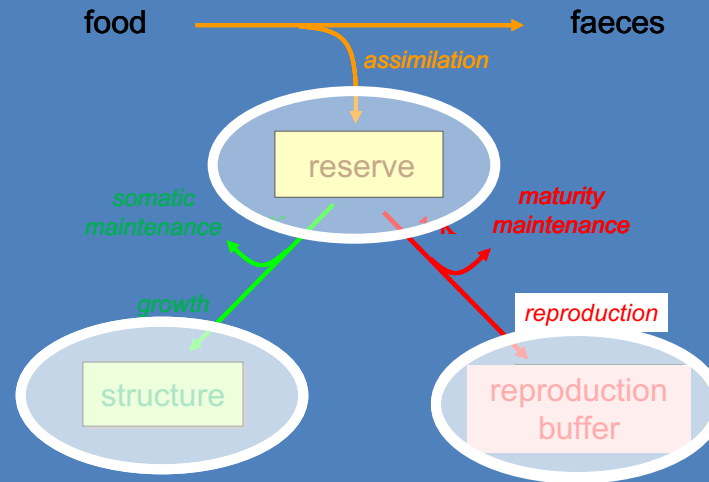 food
faeces
assimilation
reserve
somatic
maintenance
maturity
maintenance
growth
reproduction
structure
reproduction
buffer